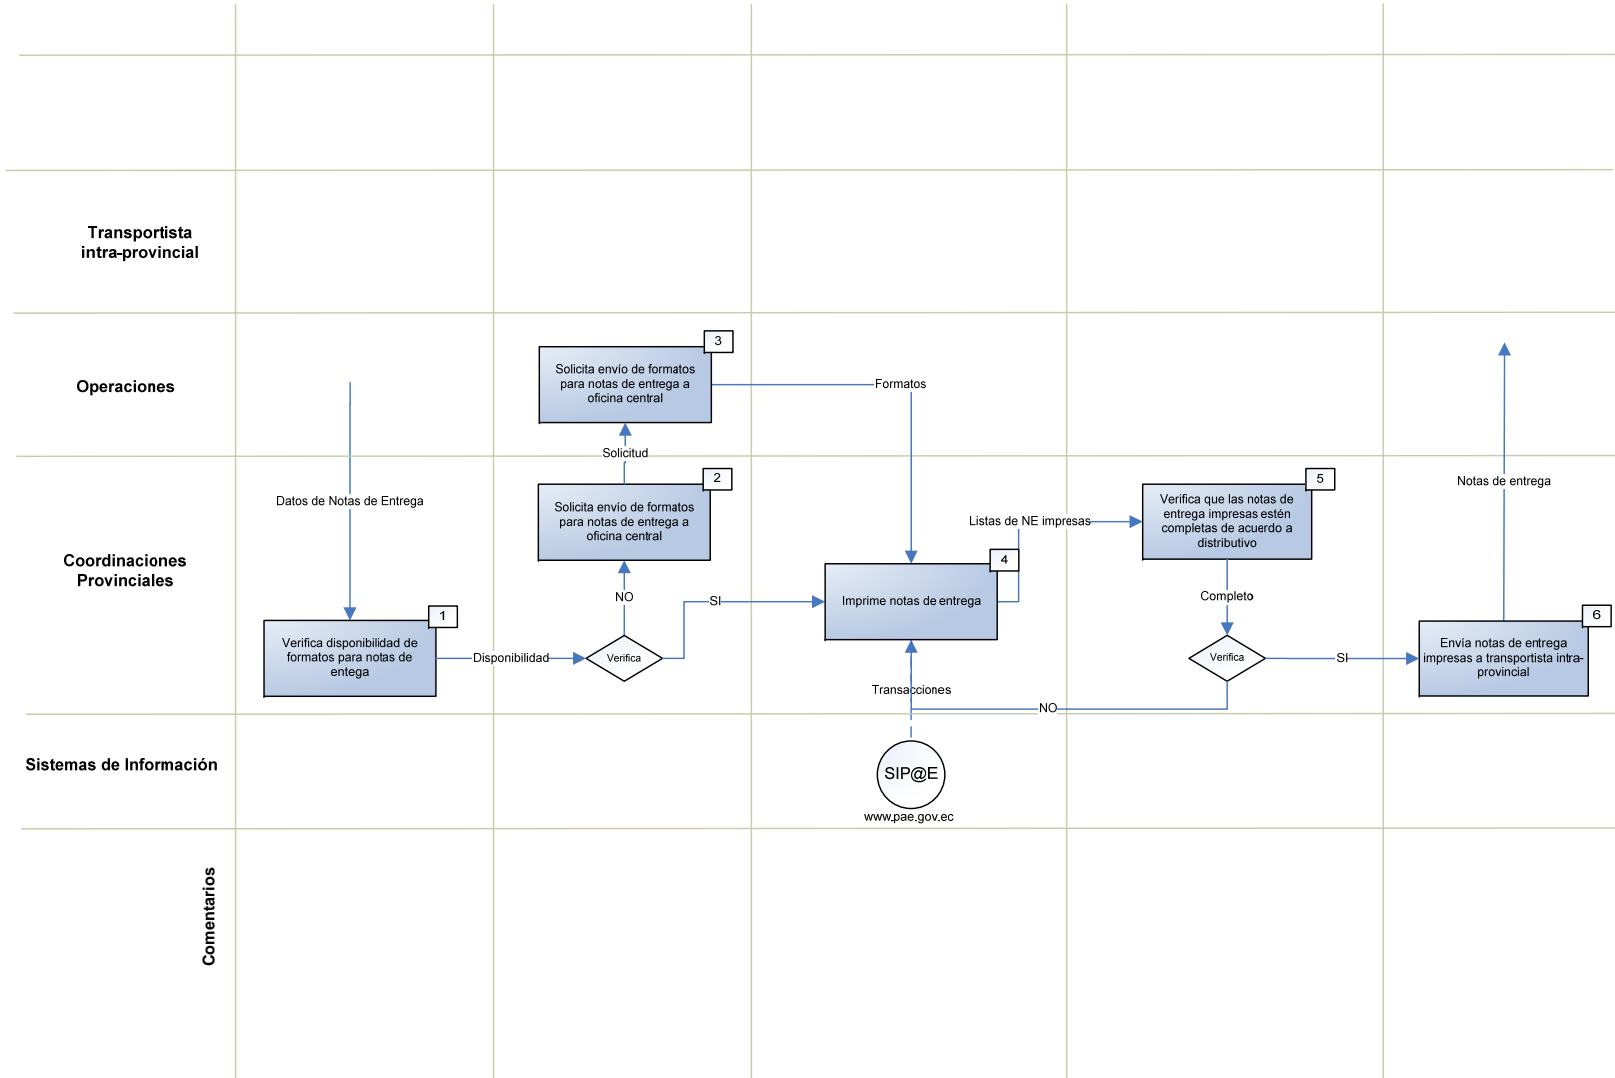 Transportista
intra-provincial
Operaciones
3
Solicita envío de formatos
para notas de entrega a
oficina central
Formatos
Solicitud
Coordinaciones
Provinciales
Datos de Notas de Entrega
1
Verifica disponibilidad de
formatos para notas de
entega
Disponibilidad
2
Solicita envío de formatos
para notas de entrega a
oficina central
NO
Verifica
SI
4
Imprime notas de entrega
Transacciones
Listas de NE impresas
5
Verifica que las notas de
entrega impresas estén
completas de acuerdo a
distributivo
Completo
Verifica
NO
SI
Notas de entrega
6
Envía notas de entrega
impresas a transportista intra-
provincial
Sistemas de Información
SIP@E
www.pae.gov.ec
Comentarios